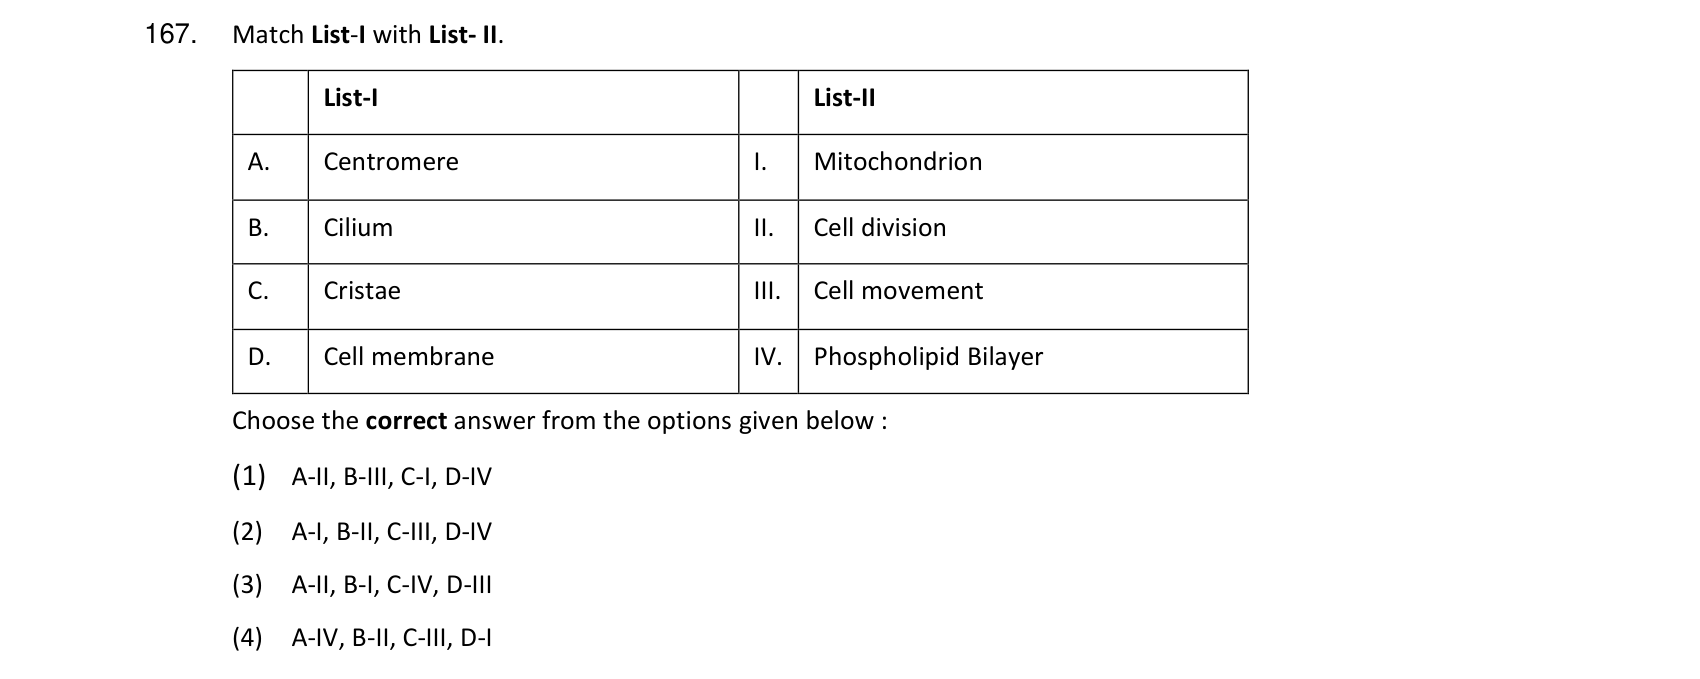 167. Match List-I with List- II.
List-I List-II
A. Centromere I. Mitochondrion
B. Cilium II. Cell division
C. Cristae III. Cell movement
D. Cell membrane IV. Phospholipid Bilayer
Choose the correct answer from the options given below :
(1) A-II, B-III, C-I, D-IV
(2) A-I, B-II, C-III, D-IV
(3) A-II, B-I, C-IV, D-III
(4) A-IV, B-II, C-III, D-I